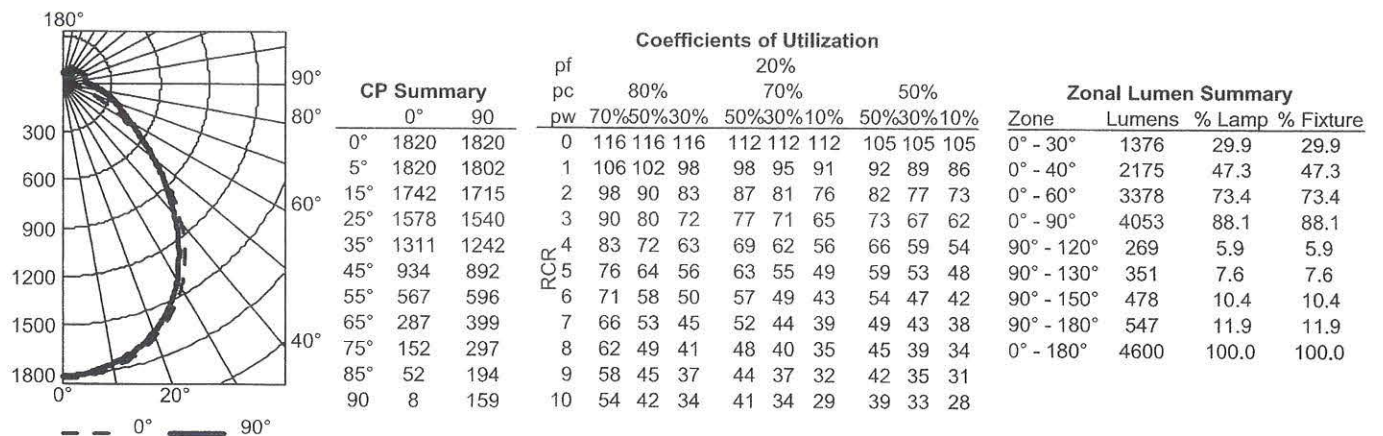 180°
90°
80°
60°
40°
300
600
900
1200
1500
1800
0° 20°
0° 90°
CP Summary
0° 90
0° 1820 1820
5° 1820 1802
15° 1742 1715
25° 1578 1540
35° 1311 1242
45° 934 892
55° 567 596
65° 287 399
75° 152 297
85° 52 194
90 8 159
Coefficients of Utilization
pf 20%
pc 80% 70% 50%
pw 70%50%30% 50%30%10% 50%30%10%
RCR
0 116 116 116 112 112 112 105 105 105
1 106 102 98 98 95 91 92 89 86
2 98 90 83 87 81 76 82 77 73
3 90 80 72 77 71 65 73 67 62
4 83 72 63 69 62 56 66 59 54
5 76 64 56 63 55 49 59 53 48
6 71 58 50 57 49 43 54 47 42
7 66 53 45 52 44 39 49 43 38
8 62 49 41 48 40 35 45 39 34
9 58 45 37 44 37 32 42 35 31
10 54 42 34 41 34 29 39 33 28
Zonal Lumen Summary
Zone Lumens % Lamp % Fixture
0° - 30° 1376 29.9 29.9
0° - 40° 2175 47.3 47.3
0° - 60° 3378 73.4 73.4
0° - 90° 4053 88.1 88.1
90° - 120° 269 5.9 5.9
90° - 130° 351 7.6 7.6
90° - 150° 478 10.4 10.4
90° - 180° 547 11.9 11.9
0° - 180° 4600 100.0 100.0